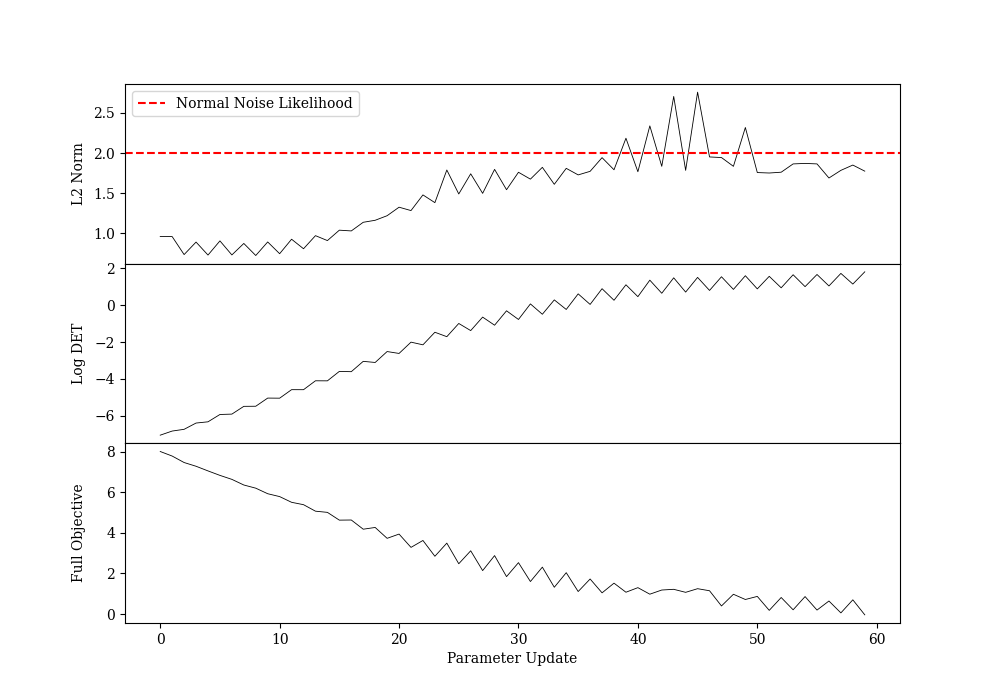 Normal Noise Likelihood
L2 Norm
2.5
2.0
1.5
1.0
Log DET
2
0
−2
−4
−6
Full Objective
8
6
4
2
0
0 10 20 30 40 50 60
Parameter Update